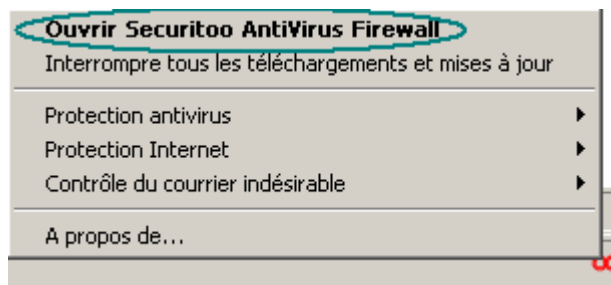 Ouvrir Securitoo AntiVirus Firewall
Interrompre tous les téléchargements et mises à jour
Protection antivirus
Protection Internet
Contrôle du courrier indésirable
A propos de...